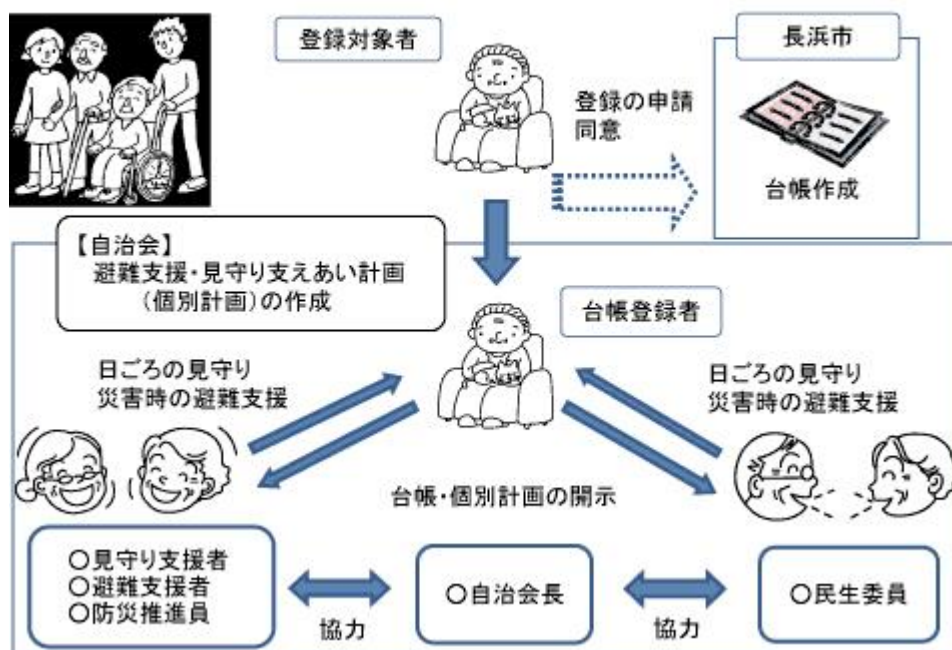 登録対象者
長浜市
登録の申請
同意
台帳作成
【自治会】
避難支援・見守り支えあい計画
(個別計画)の作成
台帳登録者
日ごろの見守り
災害時の避難支援
日ごろの見守り
災害時の避難支援
台帳・個別計画の開示
○見守り支援者
○避難支援者
○防災推進員
協力
○自治会長
協力
○民生委員